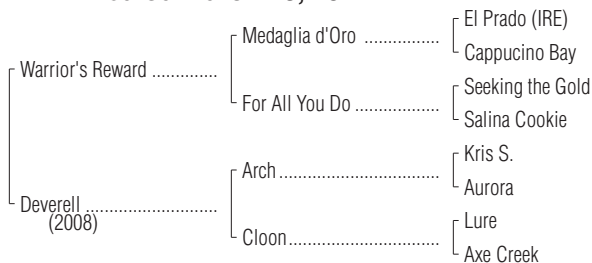 El Prado (IRE)
Medaglia d'Oro ................
Cappucino Bay
Warrior's Reward ..............
Seeking the Gold
For All You Do ..................
Salina Cookie
Kris S.
Arch ..................................
Aurora
Deverell ............................
(2008)
Lure
Cloon ................................
Axe Creek